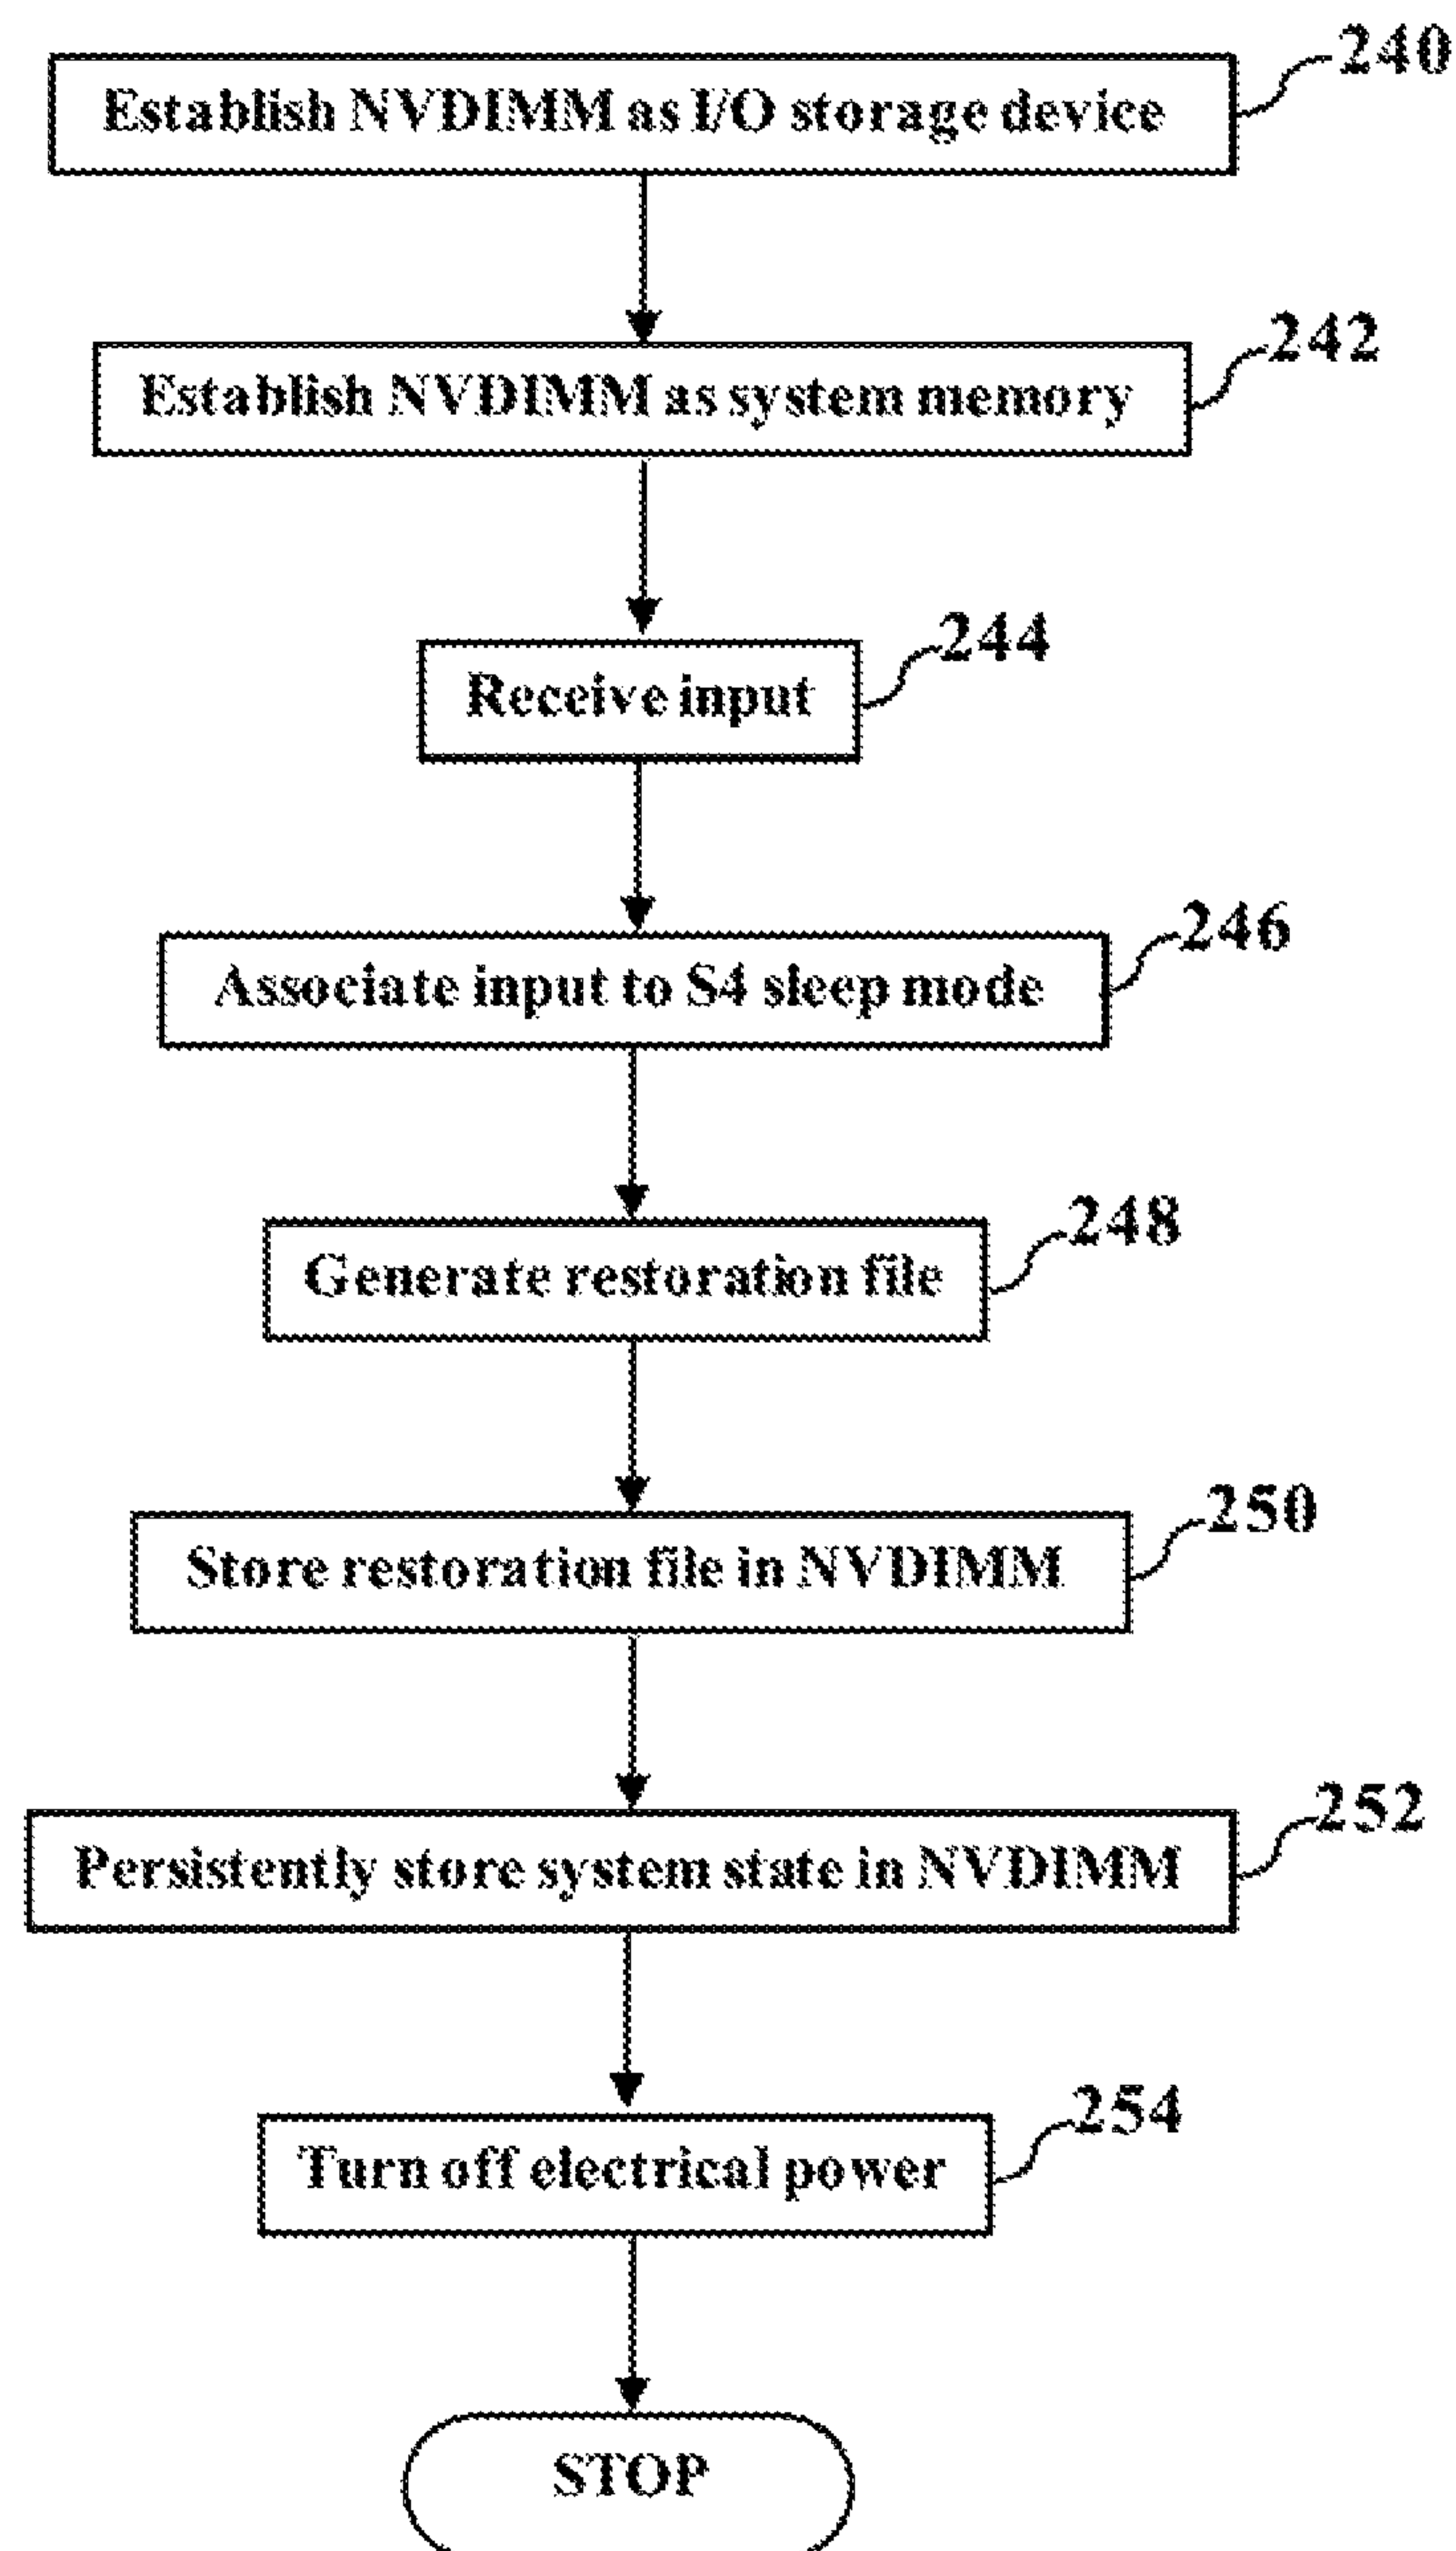 240
Establish NVDIMM as I/O storage device
242
Establish NVDIMM as system memory
244
Receive input
246
Associate input to S4 sleep mode
248
Generate restoration file
250
Store restoration file in NVDIMM
252
Persistently store system state in NVDIMM
254
Turn off electrical power
STOP